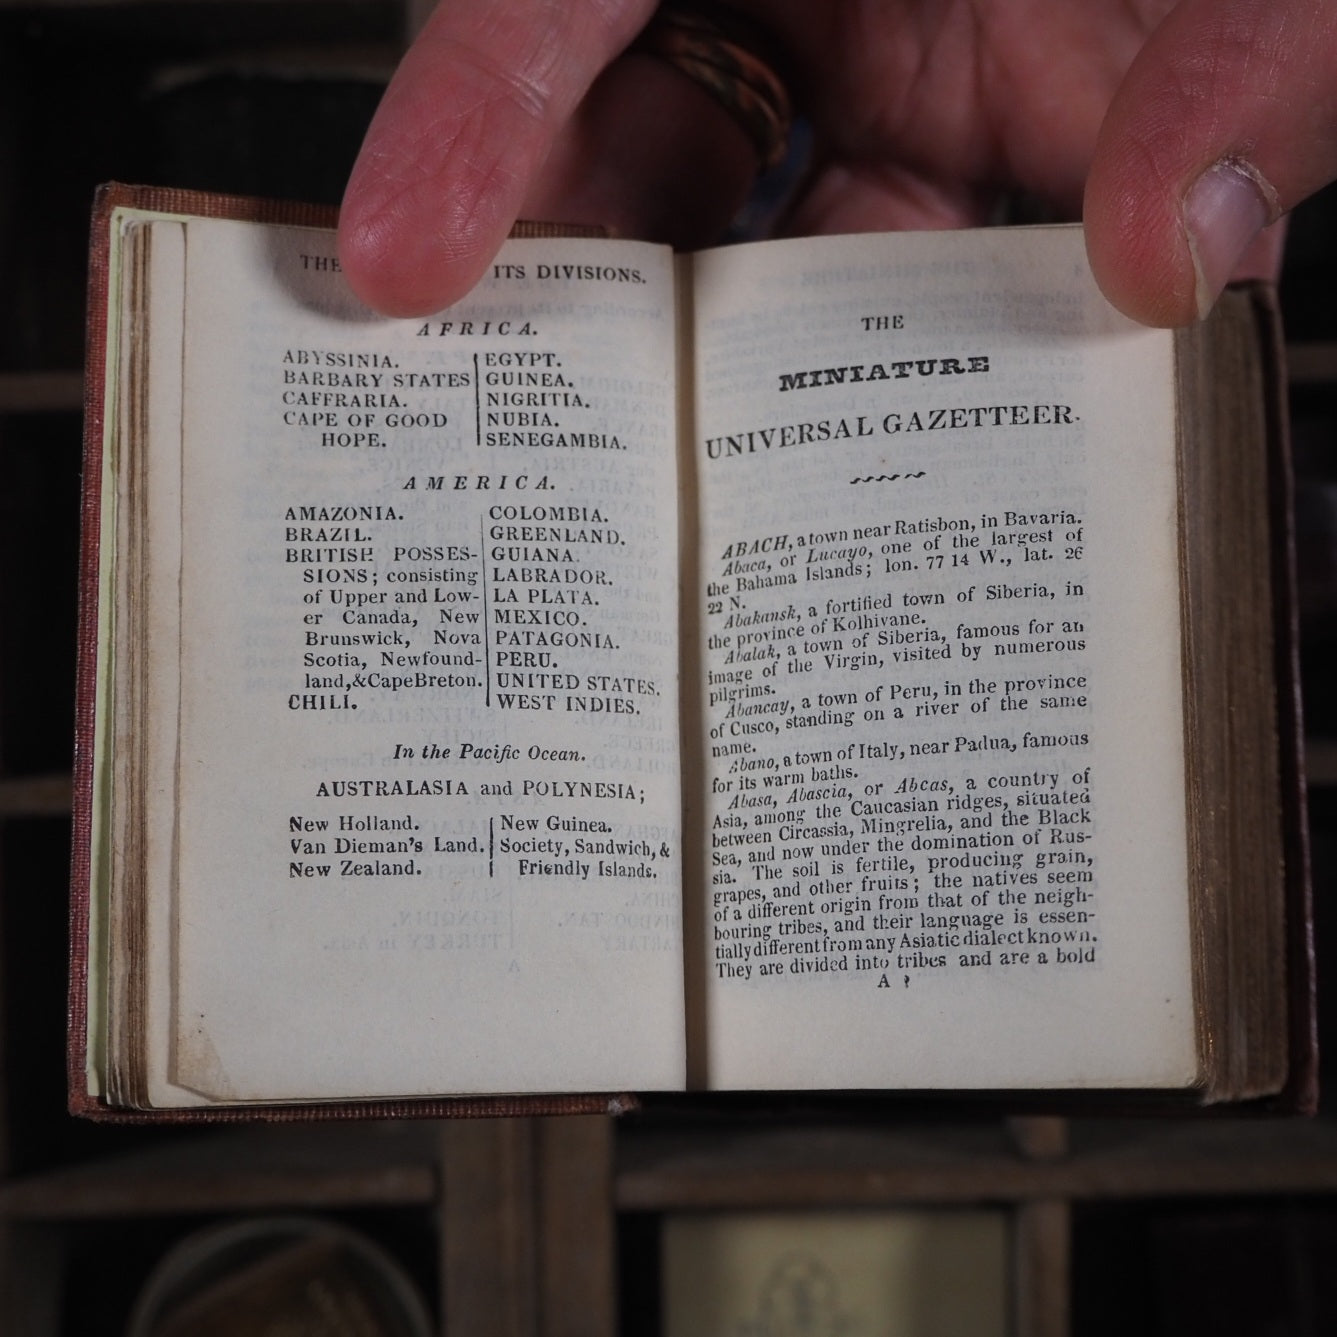 THE ITS DIVISIONS.
AFRICA.
ABYSSINIA.
BARBARY STATES
CAFFRARIA.
CAPE OF GOOD
HOPE.
EGYPT.
GUINEA.
NIGRITIA.
NUBIA.
SENEGAMBIA.
AMERICA.
AMAZONIA.
BRAZIL.
BRITISH POSSES-
SIONS; consisting
of Upper and Low-
er Canada, New
Brunswick, Nova
Scotia, Newfound-
land,&CapeBreton.
CHILI.
COLOMBIA.
GREENLAND.
GUIANA.
LABRADOR.
LA PLATA.
MEXICO.
PATAGONIA.
PERU.
UNITED STATES.
WEST INDIES.
In the Pacific Ocean.
AUSTRALASIA and POLYNESIA;
New Holland.
Van Dieman's Land.
New Zealand.
New Guinea.
Society, Sandwich, &
Friendly Islands.
THE
MINIATURE
UNIVERSAL GAZETTEER.
ABACH, a town near Ratisbon, in Bavaria.
Abaca, or Lucayo, one of the largest of
the Bahama Islands; lon. 77 14 W., lat. 26
22 N.
Abakansk, a fortified town of Siberia, in
the province of Kolhivane.
Abalak, a town of Siberia, famous for an
image of the Virgin, visited by numerous
pilgrims.
Abancay, a town of Peru, in the province
of Cusco, standing on a river of the same
name.
Abano, a town of Italy, near Padua, famous
for its warm baths.
Abasa, Abascia, or Abcas, a country of
Asia, among the Caucasian ridges, situated
between Circassia, Mingrelia, and the Black
Sea, and now under the domination of Rus-
sia. The soil is fertile, producing grain,
grapes, and other fruits; the natives seem
of a different origin from that of the neigh-
bouring tribes, and their language is essen-
tially different from any Asiatic dialect known.
They are divided into tribes and are a bold
A